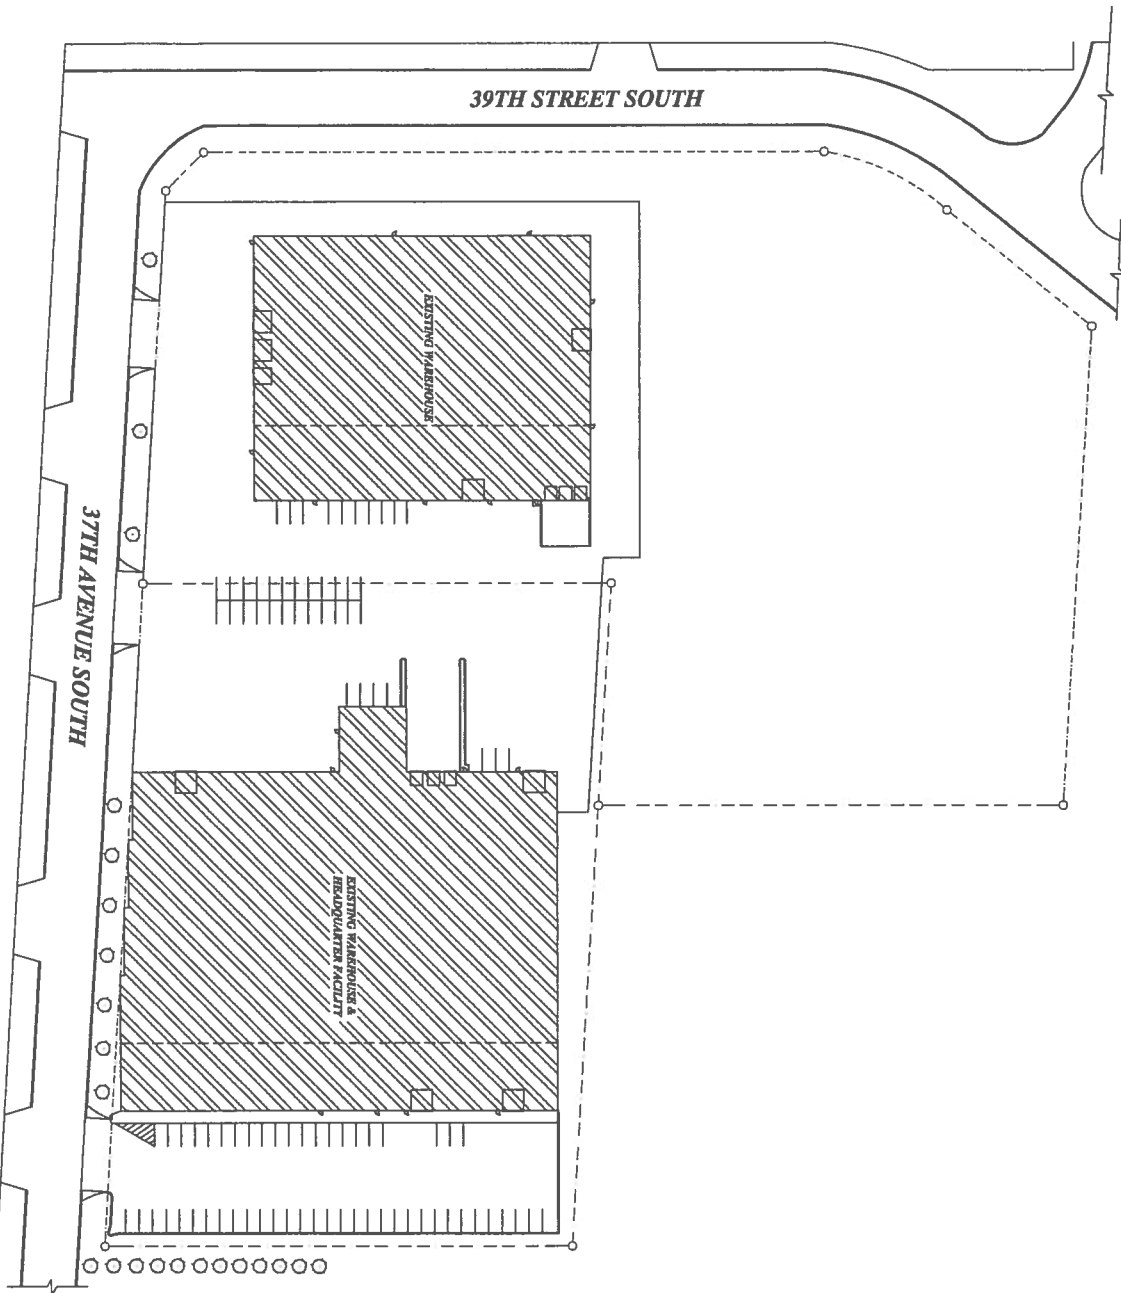 39TH STREET SOUTH
EXISTING WAREHOUSE
37TH AVENUE SOUTH
EXISTING WAREHOUSE &
HEADQUARTER FACILITY